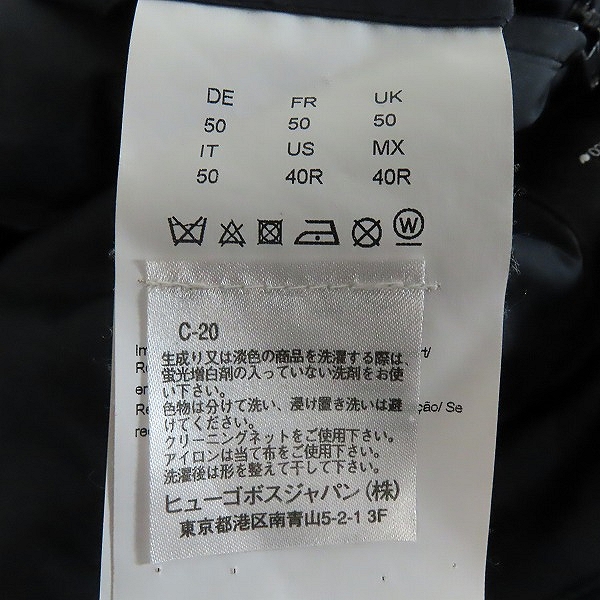 DE FR UK
50 50 50
IT US MX
50 40R 40R
W
C-20
生成り又は淡色の商品を洗濯する際は、
蛍光増白剤の入っていない洗剤をお使
い下さい。
色物は分けて洗い、浸け置き洗いは避
けて下さい。
クリーニングネットをご使用下さい。
アイロンは当て布をご使用下さい。
洗濯後は形を整えて干して下さい。
ヒューゴボスジャパン(株)
東京都港区南青山5-2-1 3F
ção/ Se